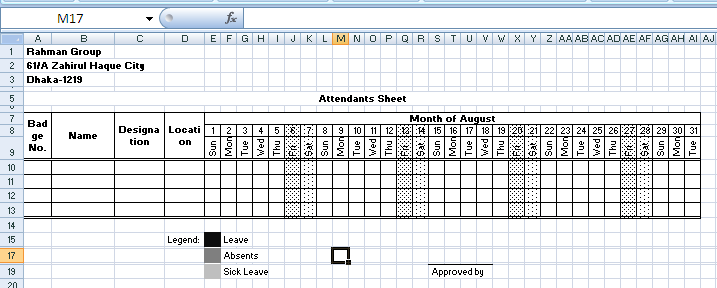 M17 fx
A B C D E F G H I J K L M N O P Q R S T U V W X Y Z AA AB AC AD AE AF AG AH AI AJ
1 Rahman Group
2 61/A Zahirul Haque City
3 Dhaka-1219
5 Attendants Sheet
7 Month of August
Bad ge No. Name Designa tion Locati on
8 1 2 3 4 5 6 7 8 9 10 11 12 13 14 15 16 17 18 19 20 21 22 23 24 25 26 27 28 29 30 31
9 Sun Mon Tue Wed Thu Fri Sat Sun Mon Tue Wed Thu Fri Sat Sun Mon Tue Wed Thu Fri Sat Sun Mon Tue Wed Thu Fri Sat Sun Mon Tue
10
11
12
13
14
15 Legend: Leave
17 Absents
19 Sick Leave Approved by
20